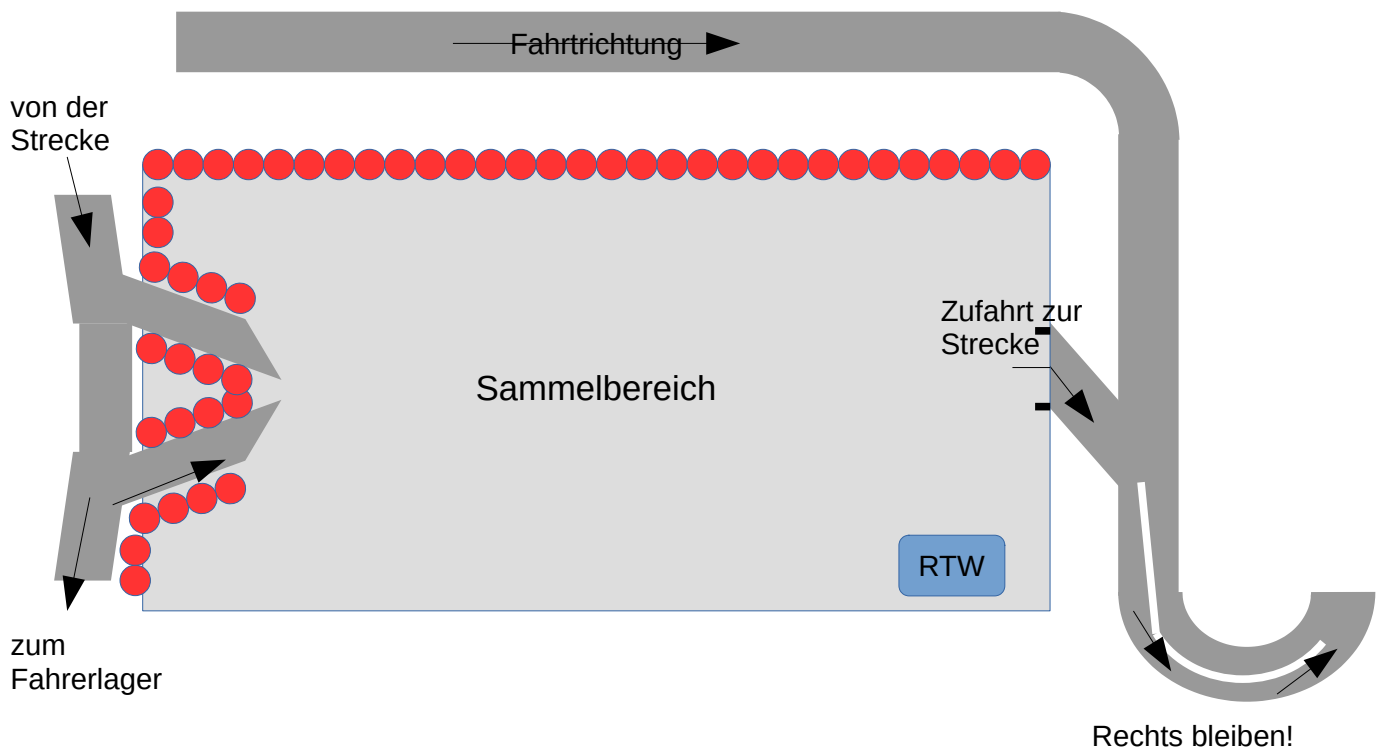 Fahrtrichtung
von der
Strecke
Zufahrt zur
Strecke
Sammelbereich
RTW
zum
Fahrerlager
Rechts bleiben!